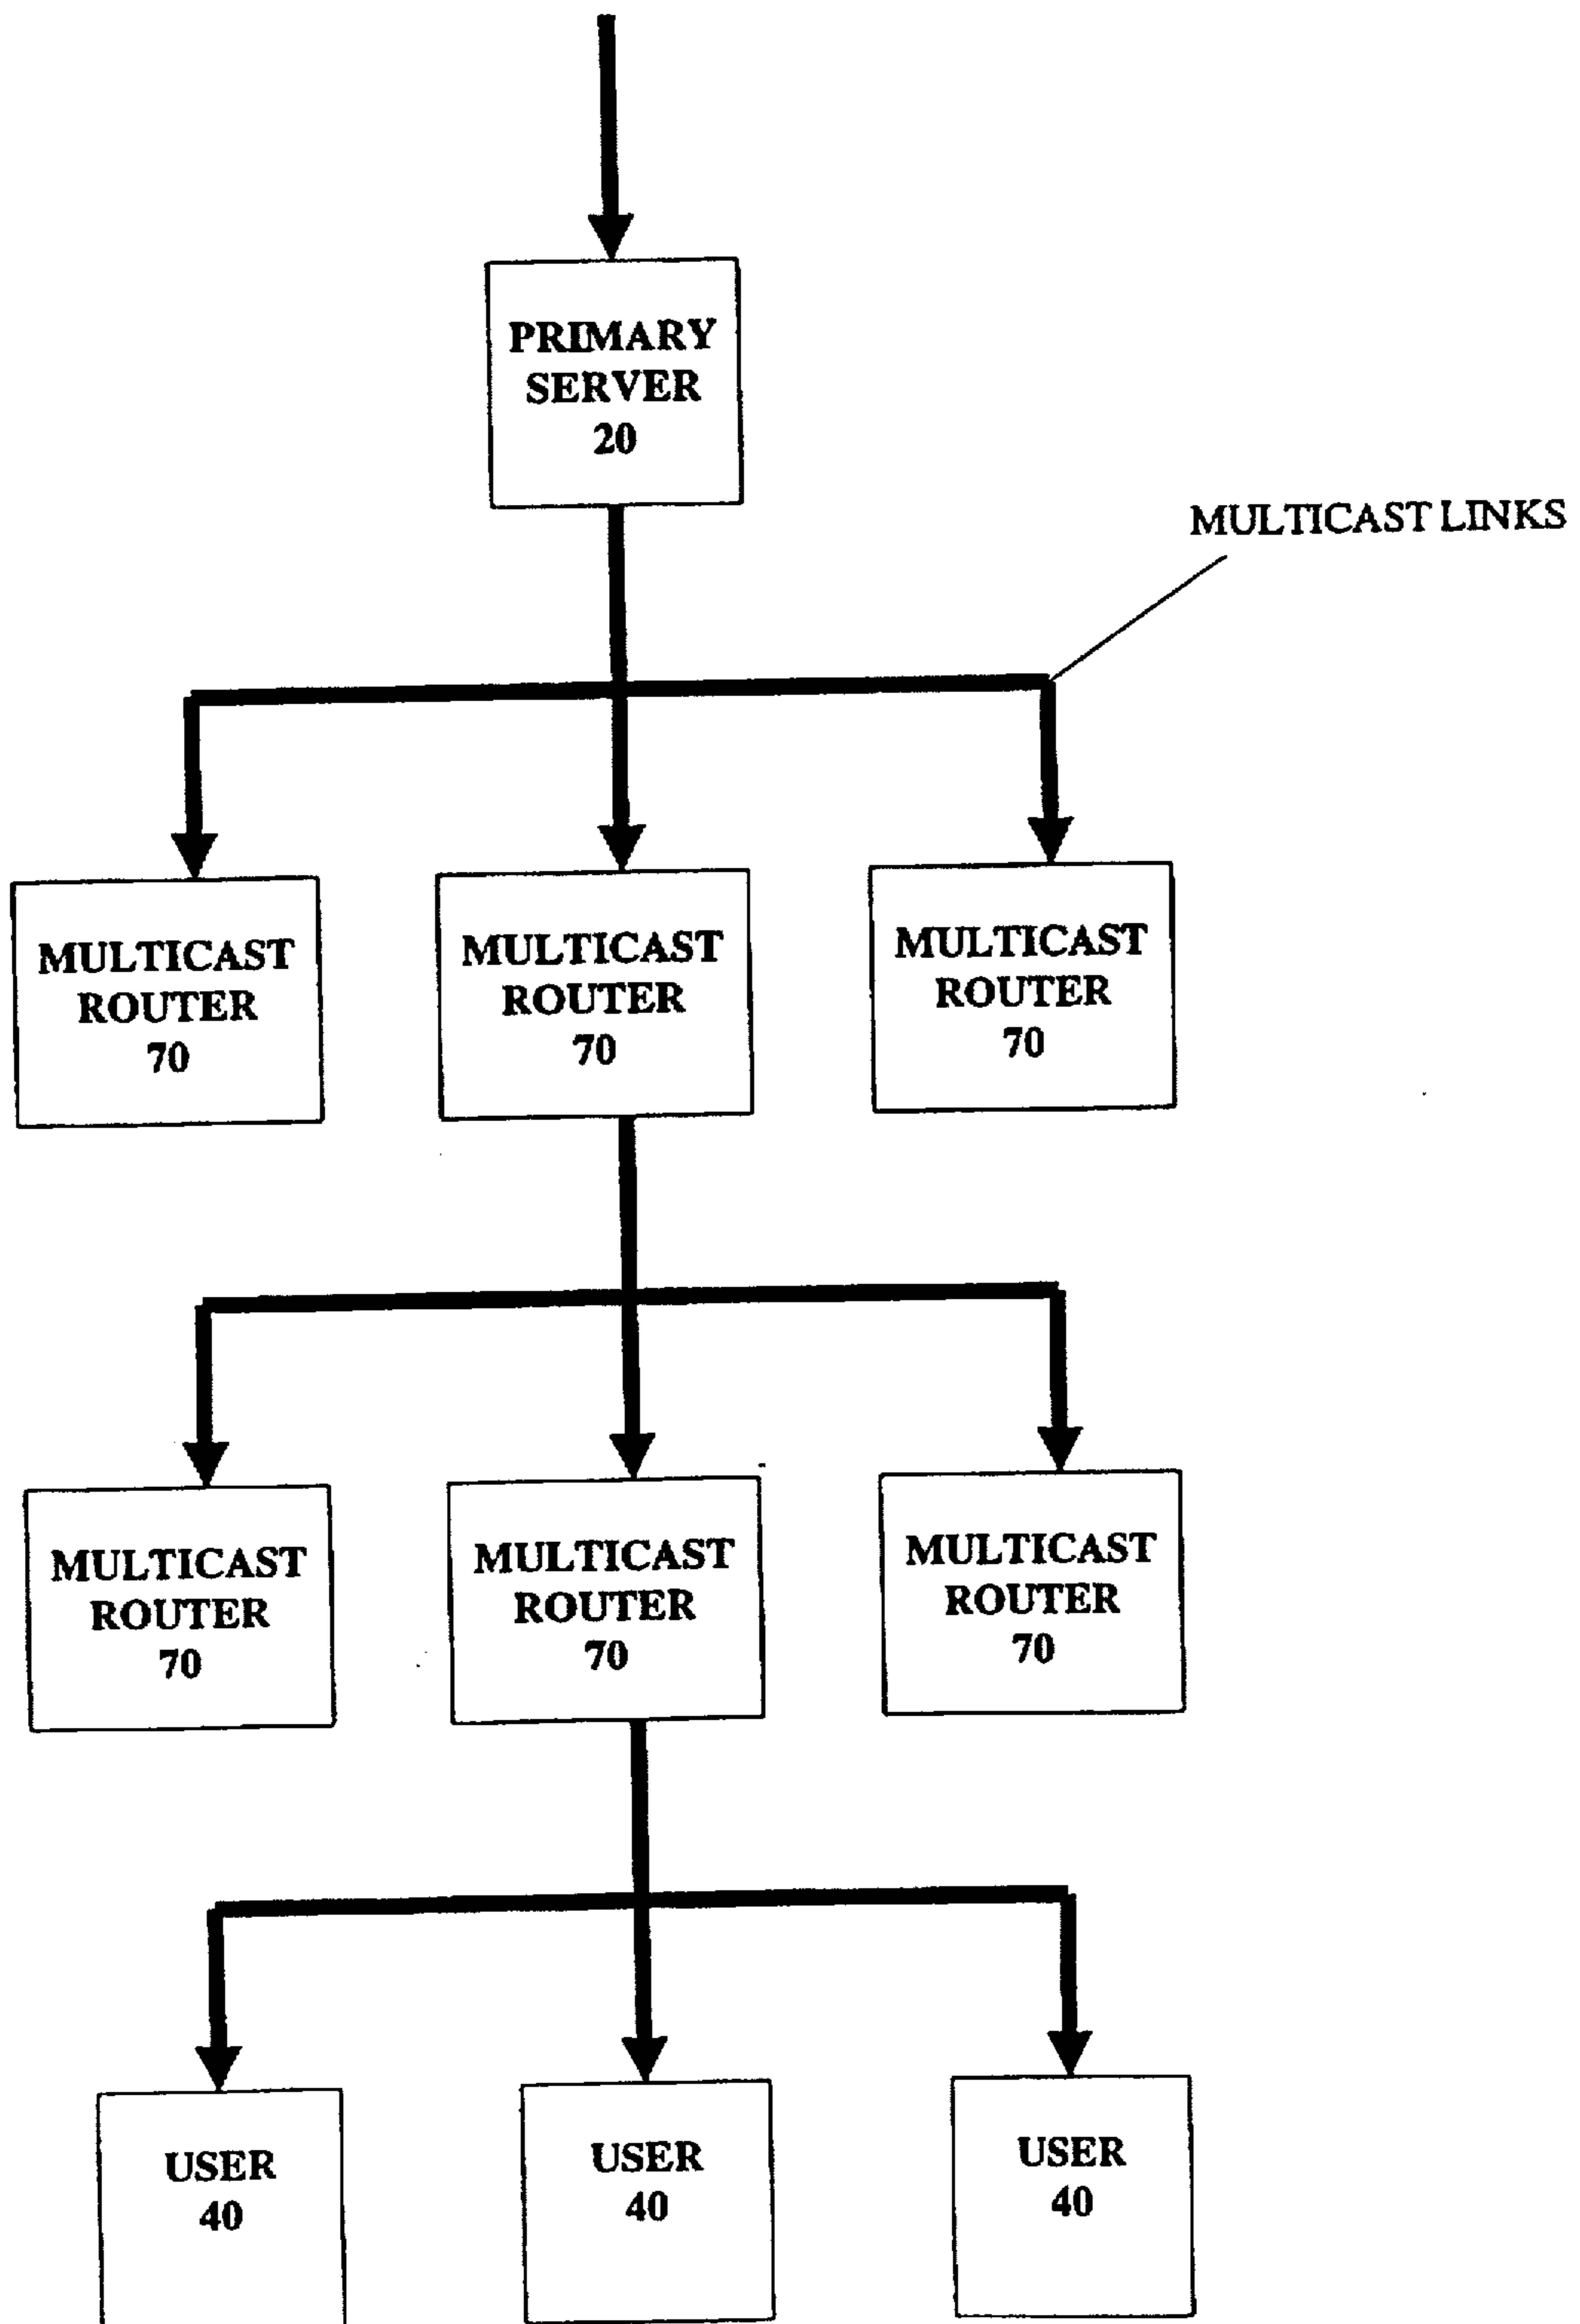 PRIMARY
SERVER
20
MULTICAST LINKS
MULTICAST
ROUTER
70
MULTICAST
ROUTER
70
MULTICAST
ROUTER
70
MULTICAST
ROUTER
70
MULTICAST
ROUTER
70
MULTICAST
ROUTER
70
USER
40
USER
40
USER
40